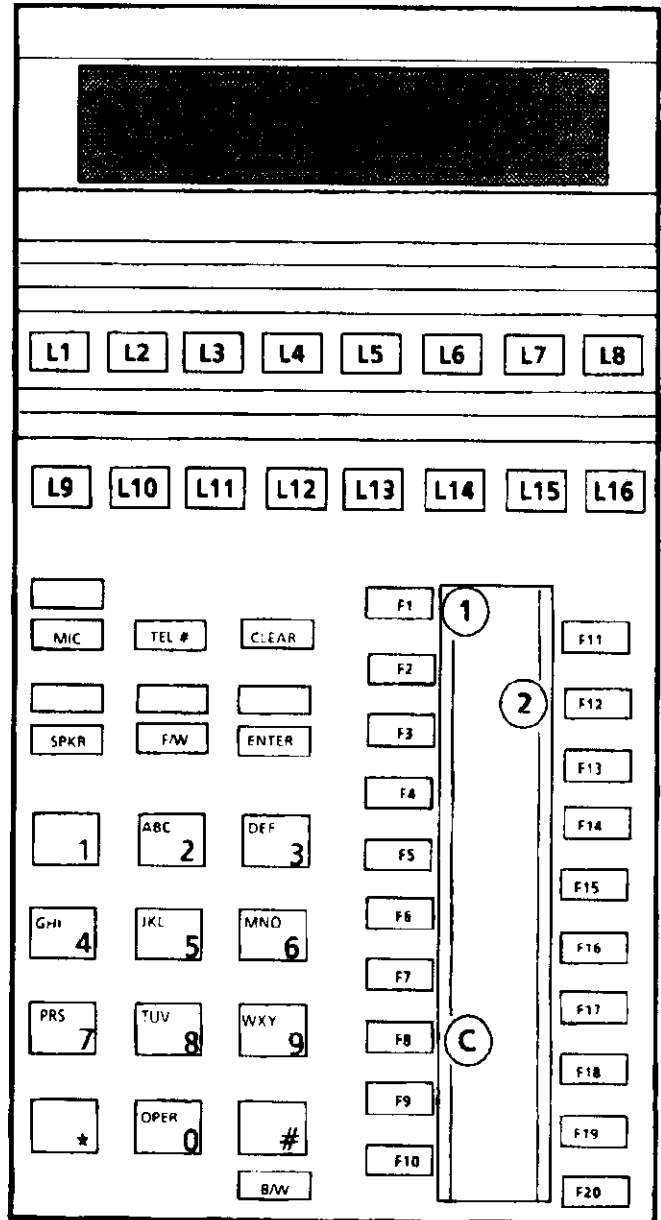 L1 L2 L3 L4 L5 L6 L7 L8
L9 L10 L11 L12 L13 L14 L15 L16
MIC TEL # CLEAR
SPKR F/W ENTER
1
ABC 2
DEF 3
GHI 4
JKL 5
MNO 6
PRS 7
TUV 8
WXY 9
*
OPER 0
#
B/W
F1
F2
F3
F4
F5
F6
F7
F8
F9
F10
1
2
C
F11
F12
F13
F14
F15
F16
F17
F18
F19
F20